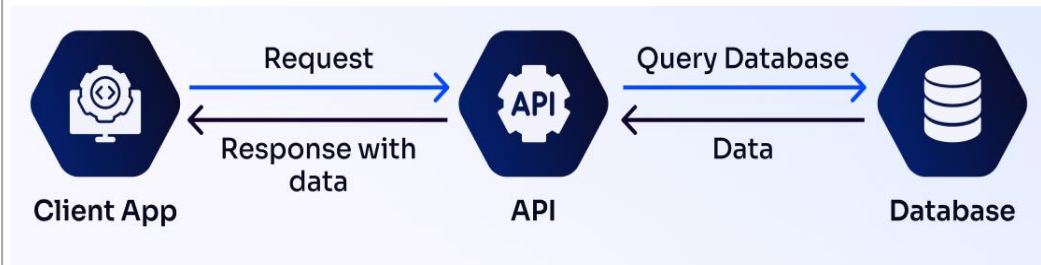 Request
Query Database
API
Response with
data
Data
Client App
API
Database